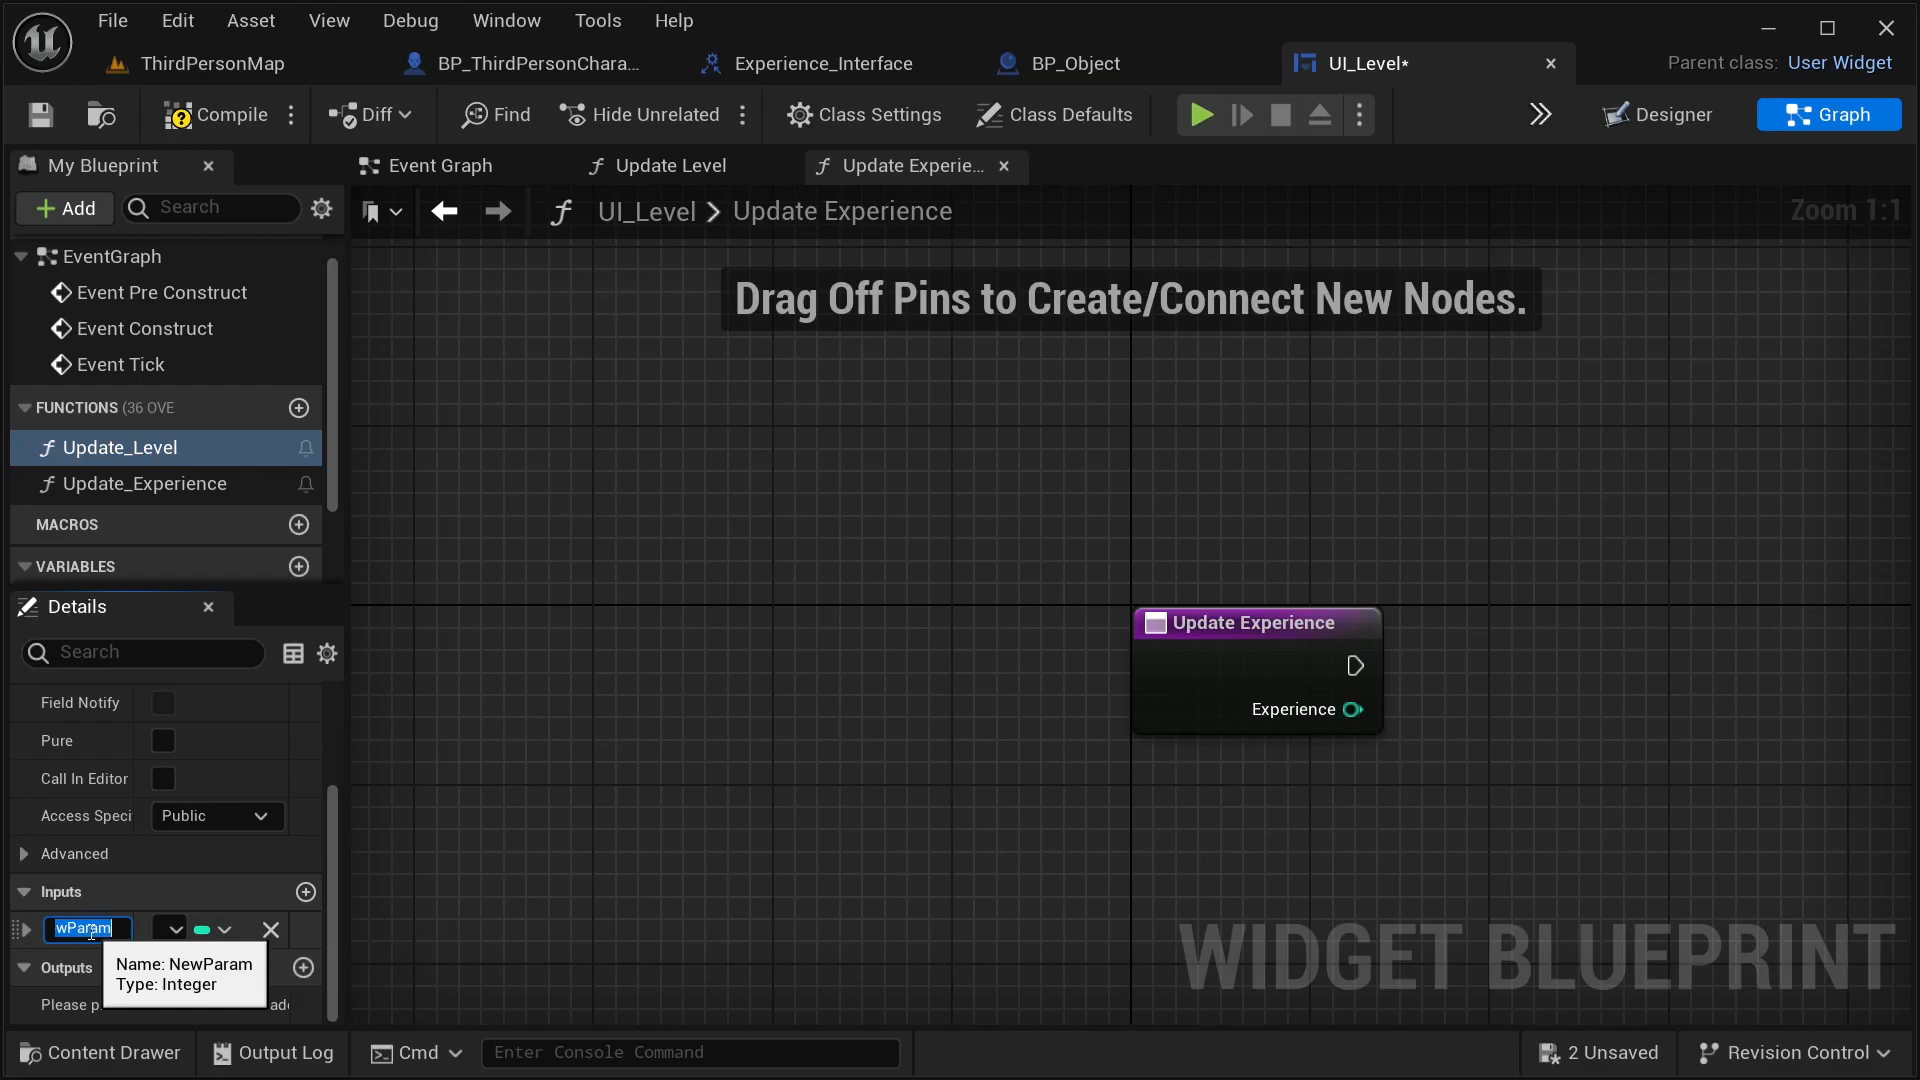 File Edit Asset View Debug Window Tools Help
ThirdPersonMap BP_ThirdPersonChara... Experience_Interface BP_Object UI_Level* Parent class: User Widget
Compile Diff Find Hide Unrelated Class Settings Class Defaults Designer Graph
My Blueprint Event Graph Update Level Update Experie...
Add Search UI_Level Update Experience Zoom 1:1
EventGraph
Drag Off Pins to Create/Connect New Nodes.
Event Pre Construct
Event Construct
Event Tick
FUNCTIONS (36 OVE
Update_Level
Update_Experience
MACROS
VARIABLES
Details
Update Experience
Search
Field Notify
Experience
Pure
Call In Editor
Access Speci Public
Advanced
Inputs
wParam
Name: NewParam
Type: Integer
Outputs
Please p ad
WIDGET BLUEPRINT
Content Drawer Output Log Cmd Enter Console Command 2 Unsaved Revision Control